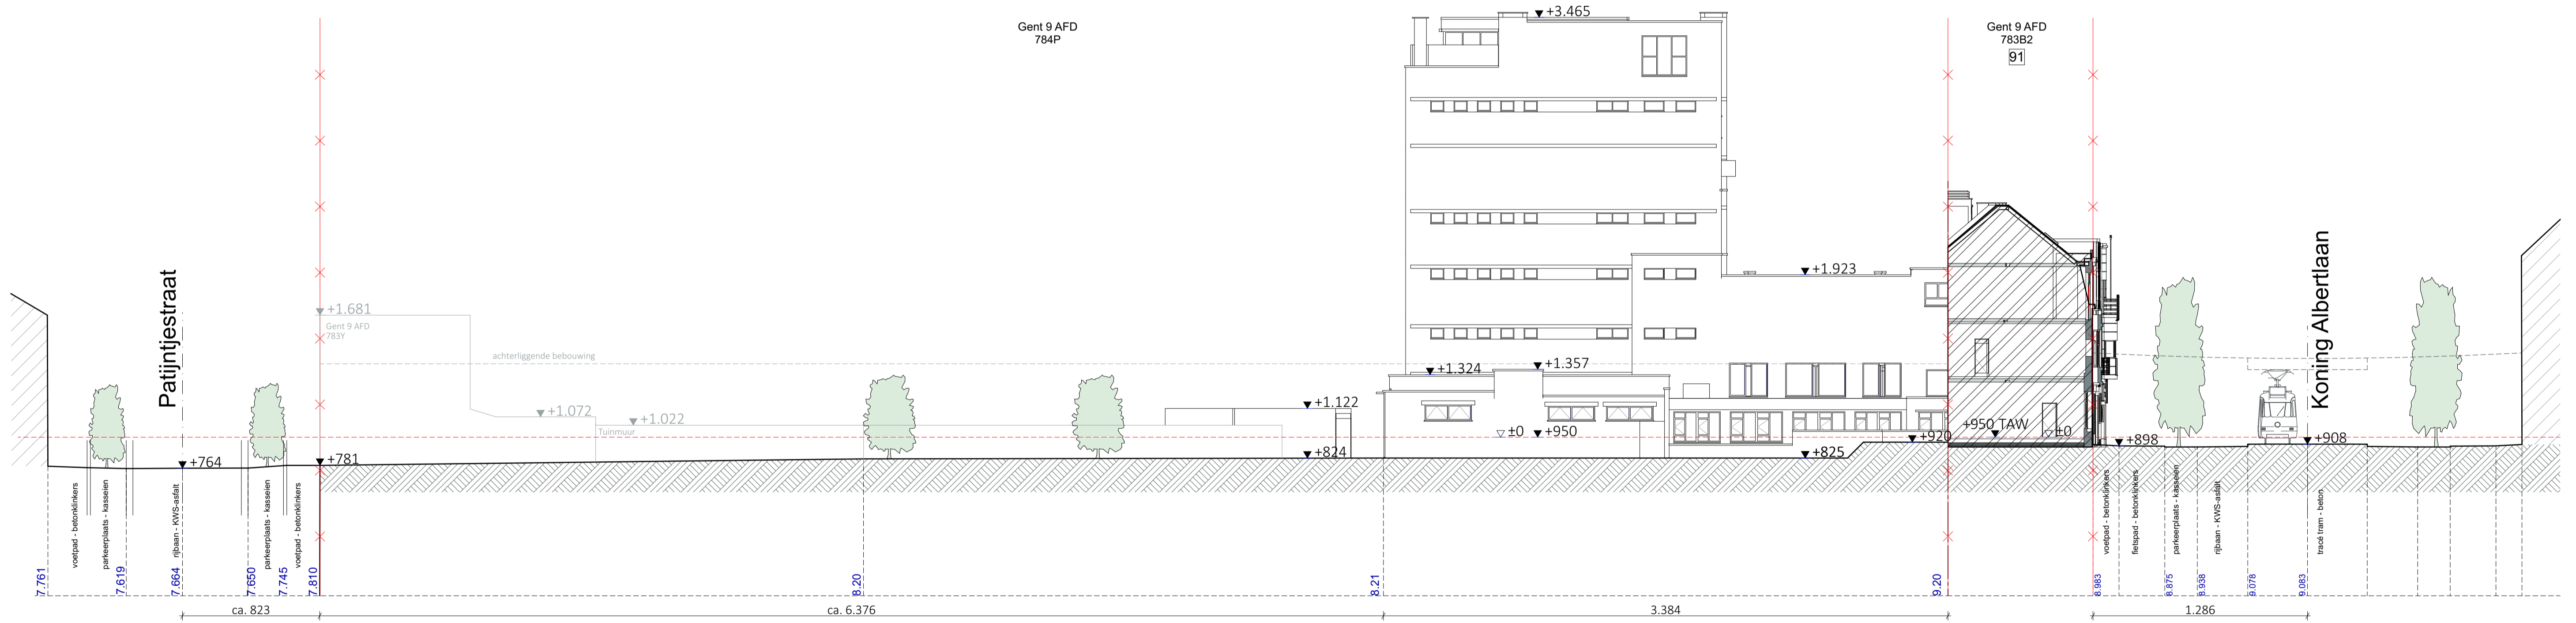 Gent 9 AFD
784P
+3.465
Gent 9 AFD
783B2
91
Patijntjestraat
Koning Albertlaan
+1.681
Gent 9 AFD
783Y
achterliggende bebouwing
+1.072
+1.022
Tuinmuur
+1.122
+1.324
+1.357
+1.923
±0
+950
+920
+950 TAW
±0
+898
+908
+764
+781
+824
+825
voetpad - betonklinkers
parkeerplaats - kasseien
rijbaan - KWS-asfalt
parkeerplaats - kasseien
voetpad - betonklinkers
voetpad - betonklinkers
fietspad - betonklinkers
parkeerplaats - kasseien
rijbaan - KWS-asfalt
tracé tram - beton
7.761
7.619
7.664
7.650
7.745
7.810
8.20
8.21
9.20
8.983
8.875
8.938
9.078
9.083
ca. 823
ca. 6.376
3.384
1.286